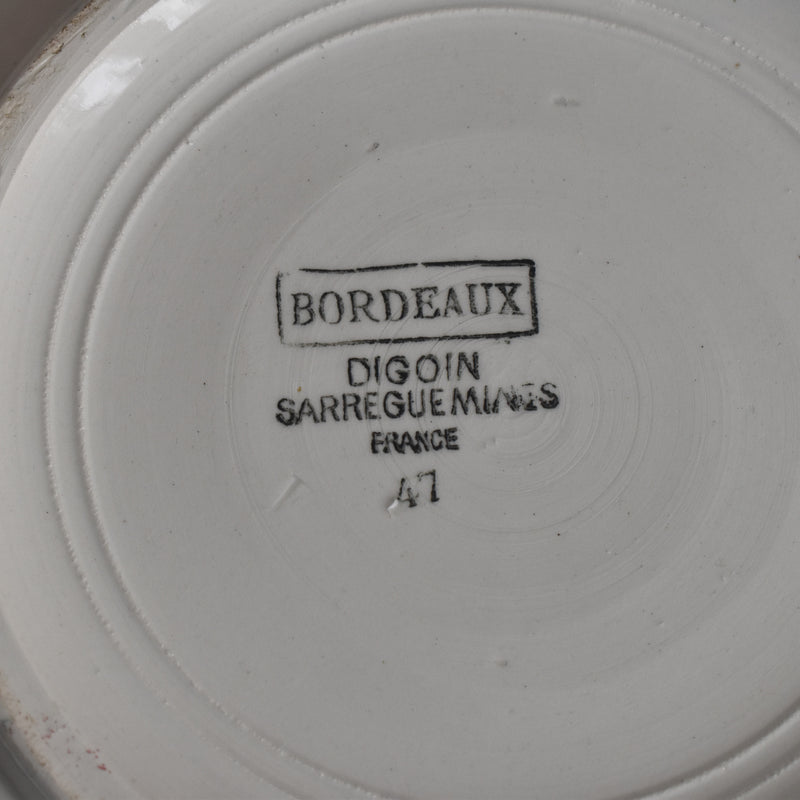 BORDEAUX
DIGOIN
SARREGUEMINES
FRANCE
47